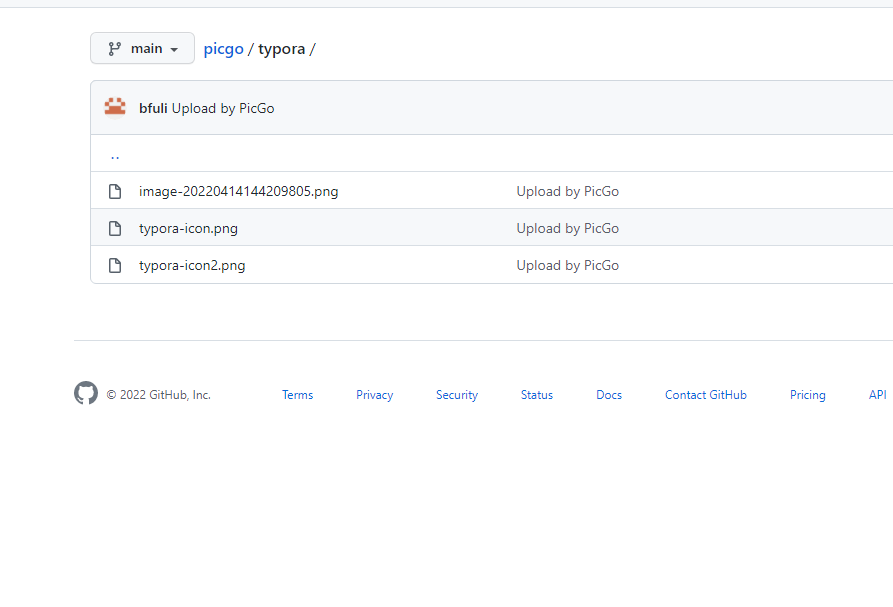 main picgo / typora /
bfuli Upload by PicGo
..
image-20220414144209805.png Upload by PicGo
typora-icon.png Upload by PicGo
typora-icon2.png Upload by PicGo
© 2022 GitHub, Inc. Terms Privacy Security Status Docs Contact GitHub Pricing API